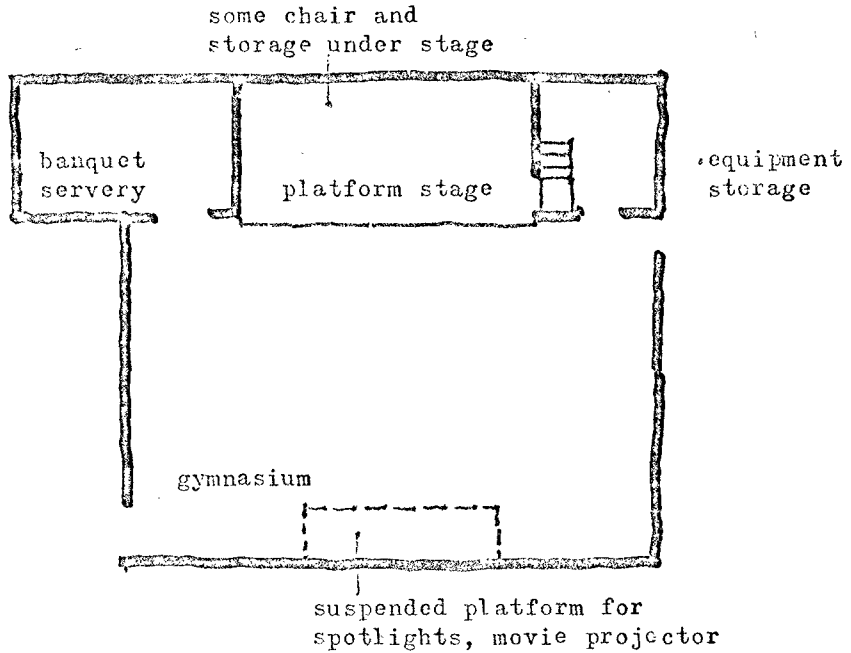 some chair and
storage under stage
banquet
servery
platform stage
equipment
storage
gymnasium
suspended platform for
spotlights, movie projector